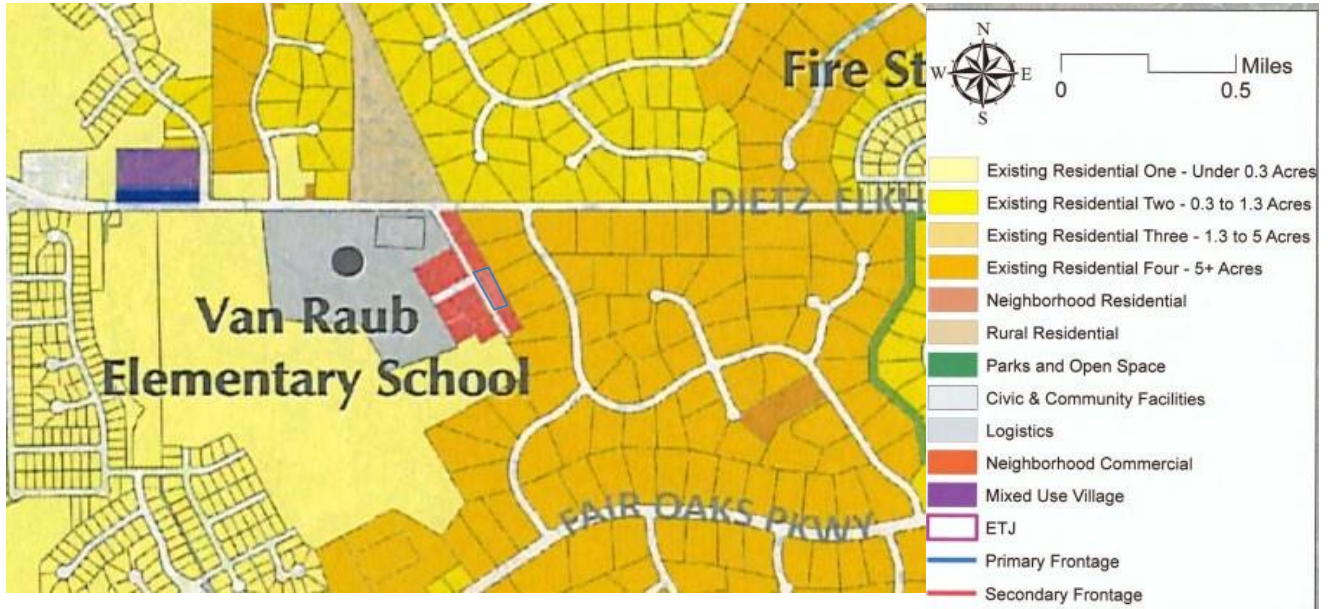 Fire St
DIETZ ELKH
Van Raub
Elementary School
FAIR OAKS PKWY
N
W E
S
Miles
0 0.5
Existing Residential One - Under 0.3 Acres
Existing Residential Two - 0.3 to 1.3 Acres
Existing Residential Three - 1.3 to 5 Acres
Existing Residential Four - 5+ Acres
Neighborhood Residential
Rural Residential
Parks and Open Space
Civic & Community Facilities
Logistics
Neighborhood Commercial
Mixed Use Village
ETJ
Primary Frontage
Secondary Frontage